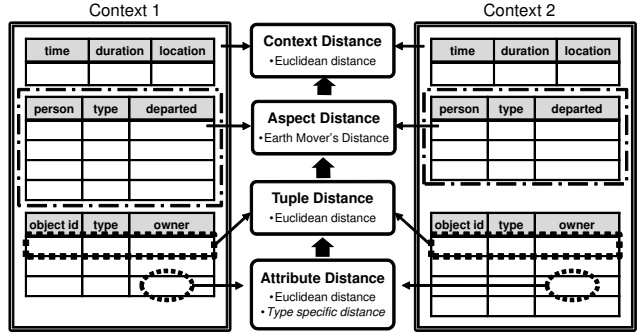 Context 1
Context 2
time duration location
Context Distance
•Euclidean distance
time duration location
person type departed
Aspect Distance
•Earth Mover's Distance
person type departed
Tuple Distance
•Euclidean distance
object id type owner
object id type owner
Attribute Distance
•Euclidean distance
•Type specific distance